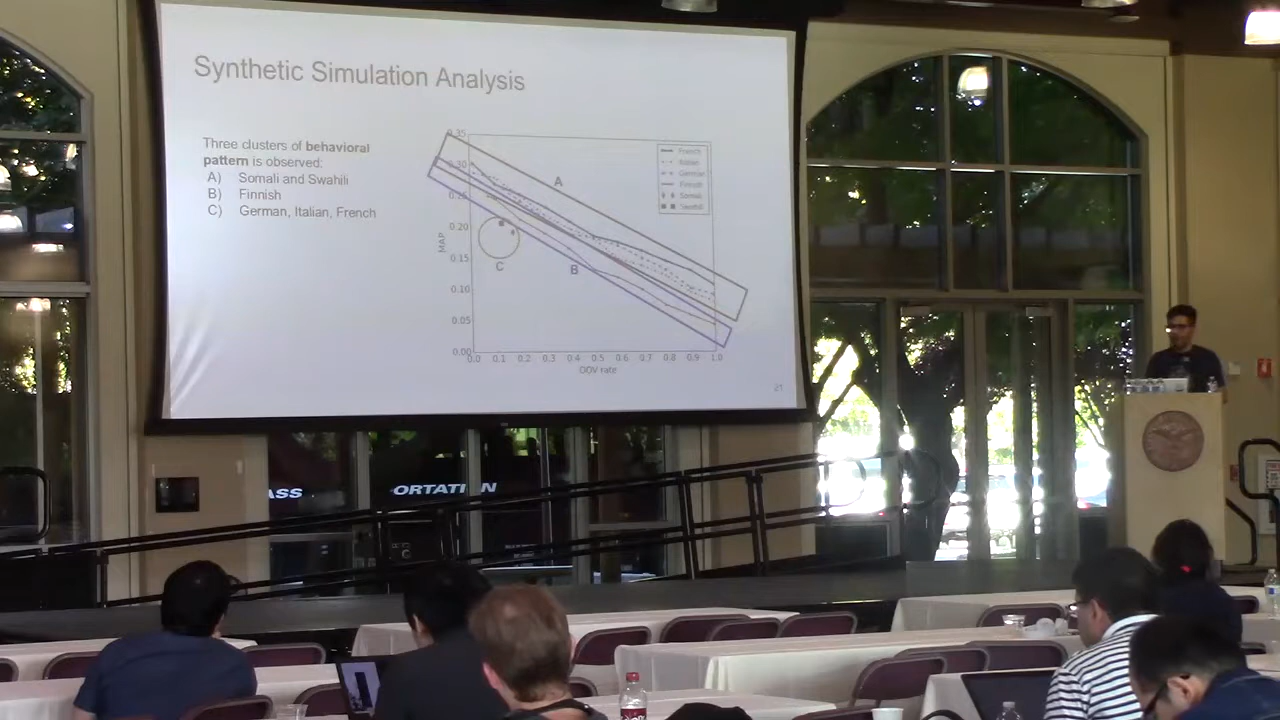 Synthetic Simulation Analysis
Three clusters of behavioral
pattern is observed:
A) Somali and Swahili
B) Finnish
C) German, Italian, French
0.35
0.30
0.25
0.20
0.15
0.10
0.05
0.00
MAP
A
B
C
French
Italian
German
Finnish
Somali
Swahili
0.0 0.1 0.2 0.3 0.4 0.5 0.6 0.7 0.8 0.9 1.0
OOV rate
21
ASS
ORTATION